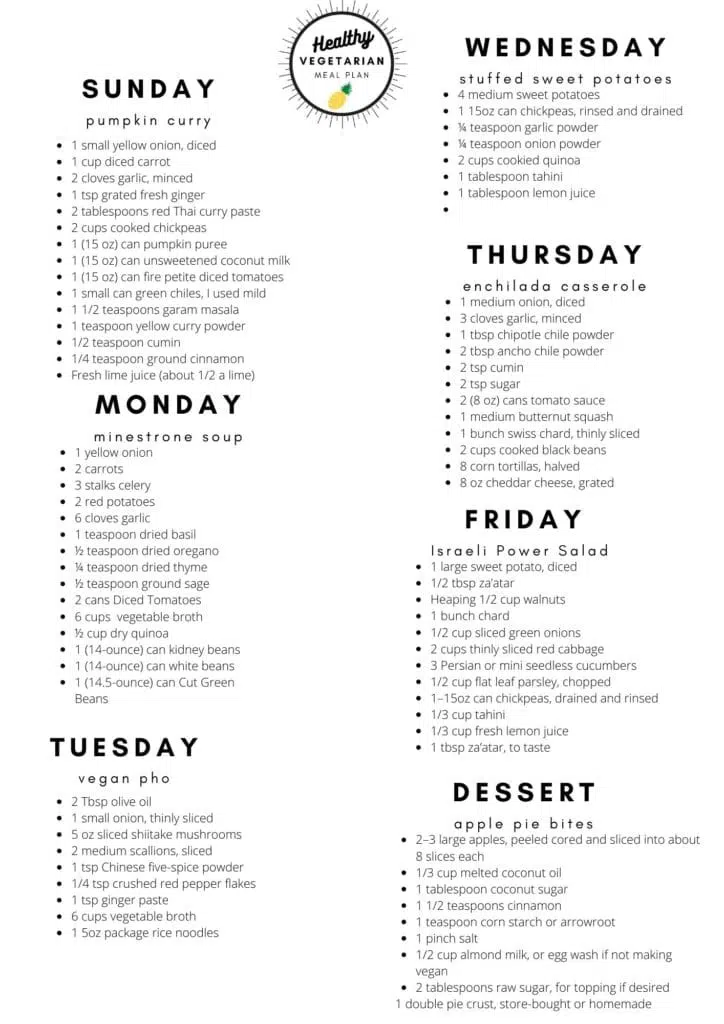 Healthy
VEGETARIAN
MEAL PLAN
SUNDAY
pumpkin curry
• 1 small yellow onion, diced
• 1 cup diced carrot
• 2 cloves garlic, minced
• 1 tsp grated fresh ginger
• 2 tablespoons red Thai curry paste
• 2 cups cooked chickpeas
• 1 (15 oz) can pumpkin puree
• 1 (15 oz) can unsweetened coconut milk
• 1 (15 oz) can fire petite diced tomatoes
• 1 small can green chiles, I used mild
• 1 1/2 teaspoons garam masala
• 1 teaspoon yellow curry powder
• 1/2 teaspoon cumin
• 1/4 teaspoon ground cinnamon
• Fresh lime juice (about 1/2 a lime)
MONDAY
minestrone soup
• 1 yellow onion
• 2 carrots
• 3 stalks celery
• 2 red potatoes
• 6 cloves garlic
• 1 teaspoon dried basil
• ½ teaspoon dried oregano
• ¼ teaspoon dried thyme
• ½ teaspoon ground sage
• 2 cans Diced Tomatoes
• 6 cups vegetable broth
• ½ cup dry quinoa
• 1 (14-ounce) can kidney beans
• 1 (14-ounce) can white beans
• 1 (14.5-ounce) can Cut Green
Beans
TUESDAY
vegan pho
• 2 Tbsp olive oil
• 1 small onion, thinly sliced
• 5 oz sliced shiitake mushrooms
• 2 medium scallions, sliced
• 1 tsp Chinese five-spice powder
• 1/4 tsp crushed red pepper flakes
• 1 tsp ginger paste
• 6 cups vegetable broth
• 1 5oz package rice noodles
WEDNESDAY
stuffed sweet potatoes
• 4 medium sweet potatoes
• 1 15oz can chickpeas, rinsed and drained
• ¼ teaspoon garlic powder
• ¼ teaspoon onion powder
• 2 cups cookied quinoa
• 1 tablespoon tahini
• 1 tablespoon lemon juice
•
THURSDAY
enchilada casserole
• 1 medium onion, diced
• 3 cloves garlic, minced
• 1 tbsp chipotle chile powder
• 2 tbsp ancho chile powder
• 2 tsp cumin
• 2 tsp sugar
• 2 (8 oz) cans tomato sauce
• 1 medium butternut squash
• 1 bunch swiss chard, thinly sliced
• 2 cups cooked black beans
• 8 corn tortillas, halved
• 8 oz cheddar cheese, grated
FRIDAY
Israeli Power Salad
• 1 large sweet potato, diced
• 1/2 tbsp za'atar
• Heaping 1/2 cup walnuts
• 1 bunch chard
• 1/2 cup sliced green onions
• 2 cups thinly sliced red cabbage
• 3 Persian or mini seedless cucumbers
• 1/2 cup flat leaf parsley, chopped
• 1–15oz can chickpeas, drained and rinsed
• 1/3 cup tahini
• 1/3 cup fresh lemon juice
• 1 tbsp za'atar, to taste
DESSERT
apple pie bites
• 2–3 large apples, peeled cored and sliced into about
8 slices each
• 1/3 cup melted coconut oil
• 1 tablespoon coconut sugar
• 1 1/2 teaspoons cinnamon
• 1 teaspoon corn starch or arrowroot
• 1 pinch salt
• 1/2 cup almond milk, or egg wash if not making
vegan
• 2 tablespoons raw sugar, for topping if desired
1 double pie crust, store-bought or homemade